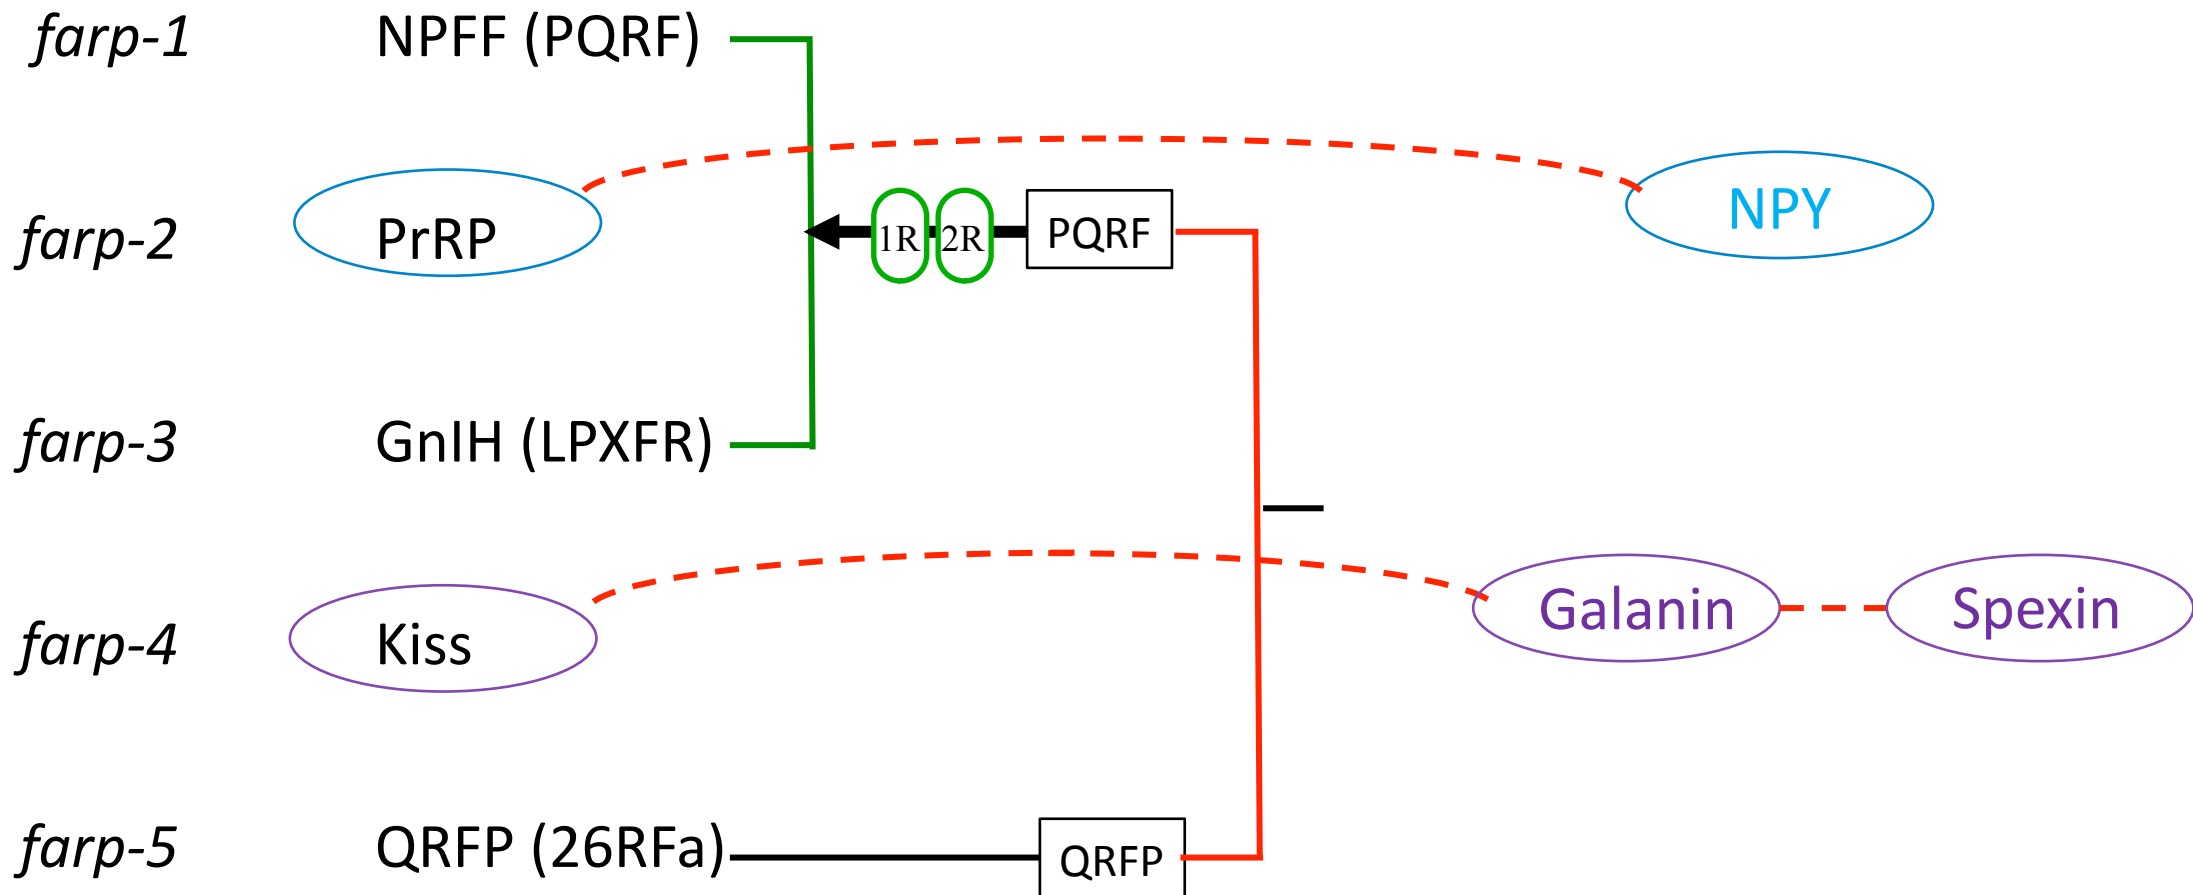 farp-1 NPFF (PQRF)
farp-2 PrRP 1R 2R PQRF NPY
farp-3 GnIH (LPXFR)
farp-4 Kiss Galanin Spexin
farp-5 QRFP (26RFa) QRFP